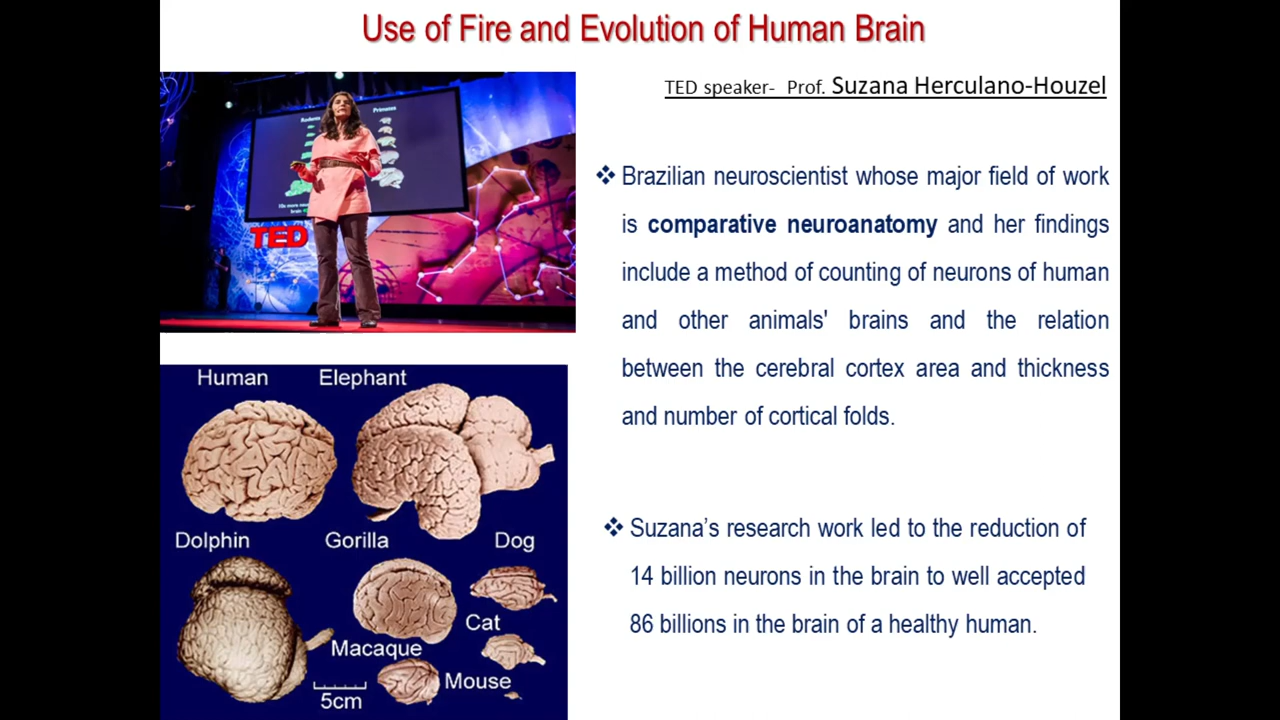 Use of Fire and Evolution of Human Brain
TED speaker- Prof. Suzana Herculano-Houzel
Rodents
Primates
TED
❖ Brazilian neuroscientist whose major field of work
is comparative neuroanatomy and her findings
include a method of counting of neurons of human
and other animals' brains and the relation
between the cerebral cortex area and thickness
and number of cortical folds.
Human Elephant
Dolphin Gorilla Dog
Cat
Macaque
Mouse
5cm
❖ Suzana’s research work led to the reduction of
14 billion neurons in the brain to well accepted
86 billions in the brain of a healthy human.